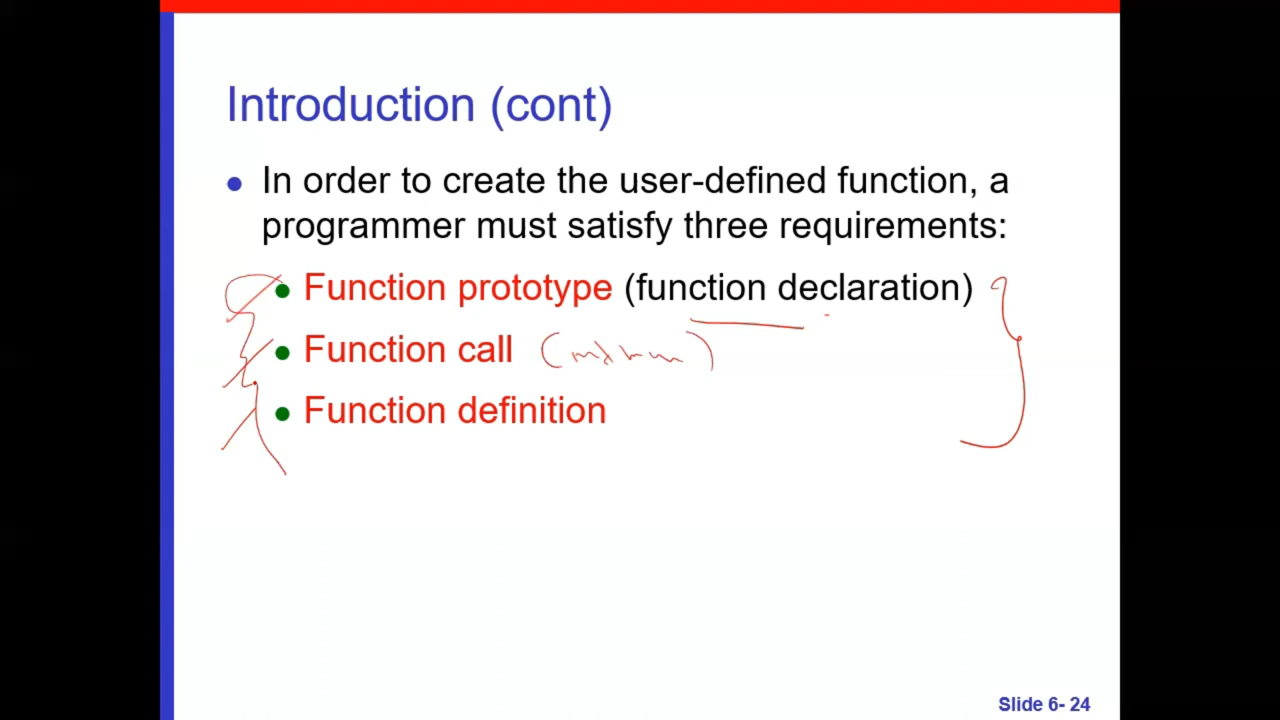 Introduction (cont)
In order to create the user-defined function, a
programmer must satisfy three requirements:
Function prototype (function declaration)
Function call
Function definition
Slide 6- 24